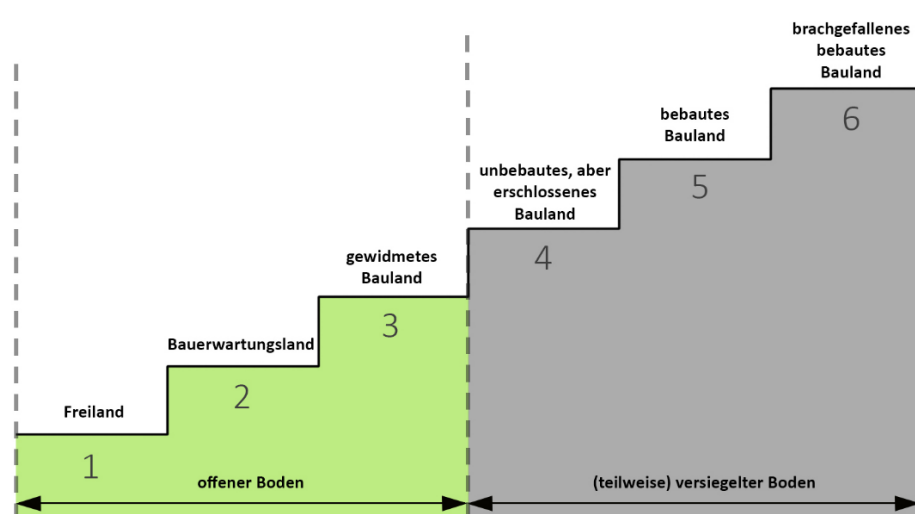 Freiland
1
Bauerwartungsland
2
gewidmetes
Bauland
3
unbebautes, aber
erschlossenes
Bauland
4
bebautes
Bauland
5
brachgefallenes
bebautes
Bauland
6
offener Boden
(teilweise) versiegelter Boden